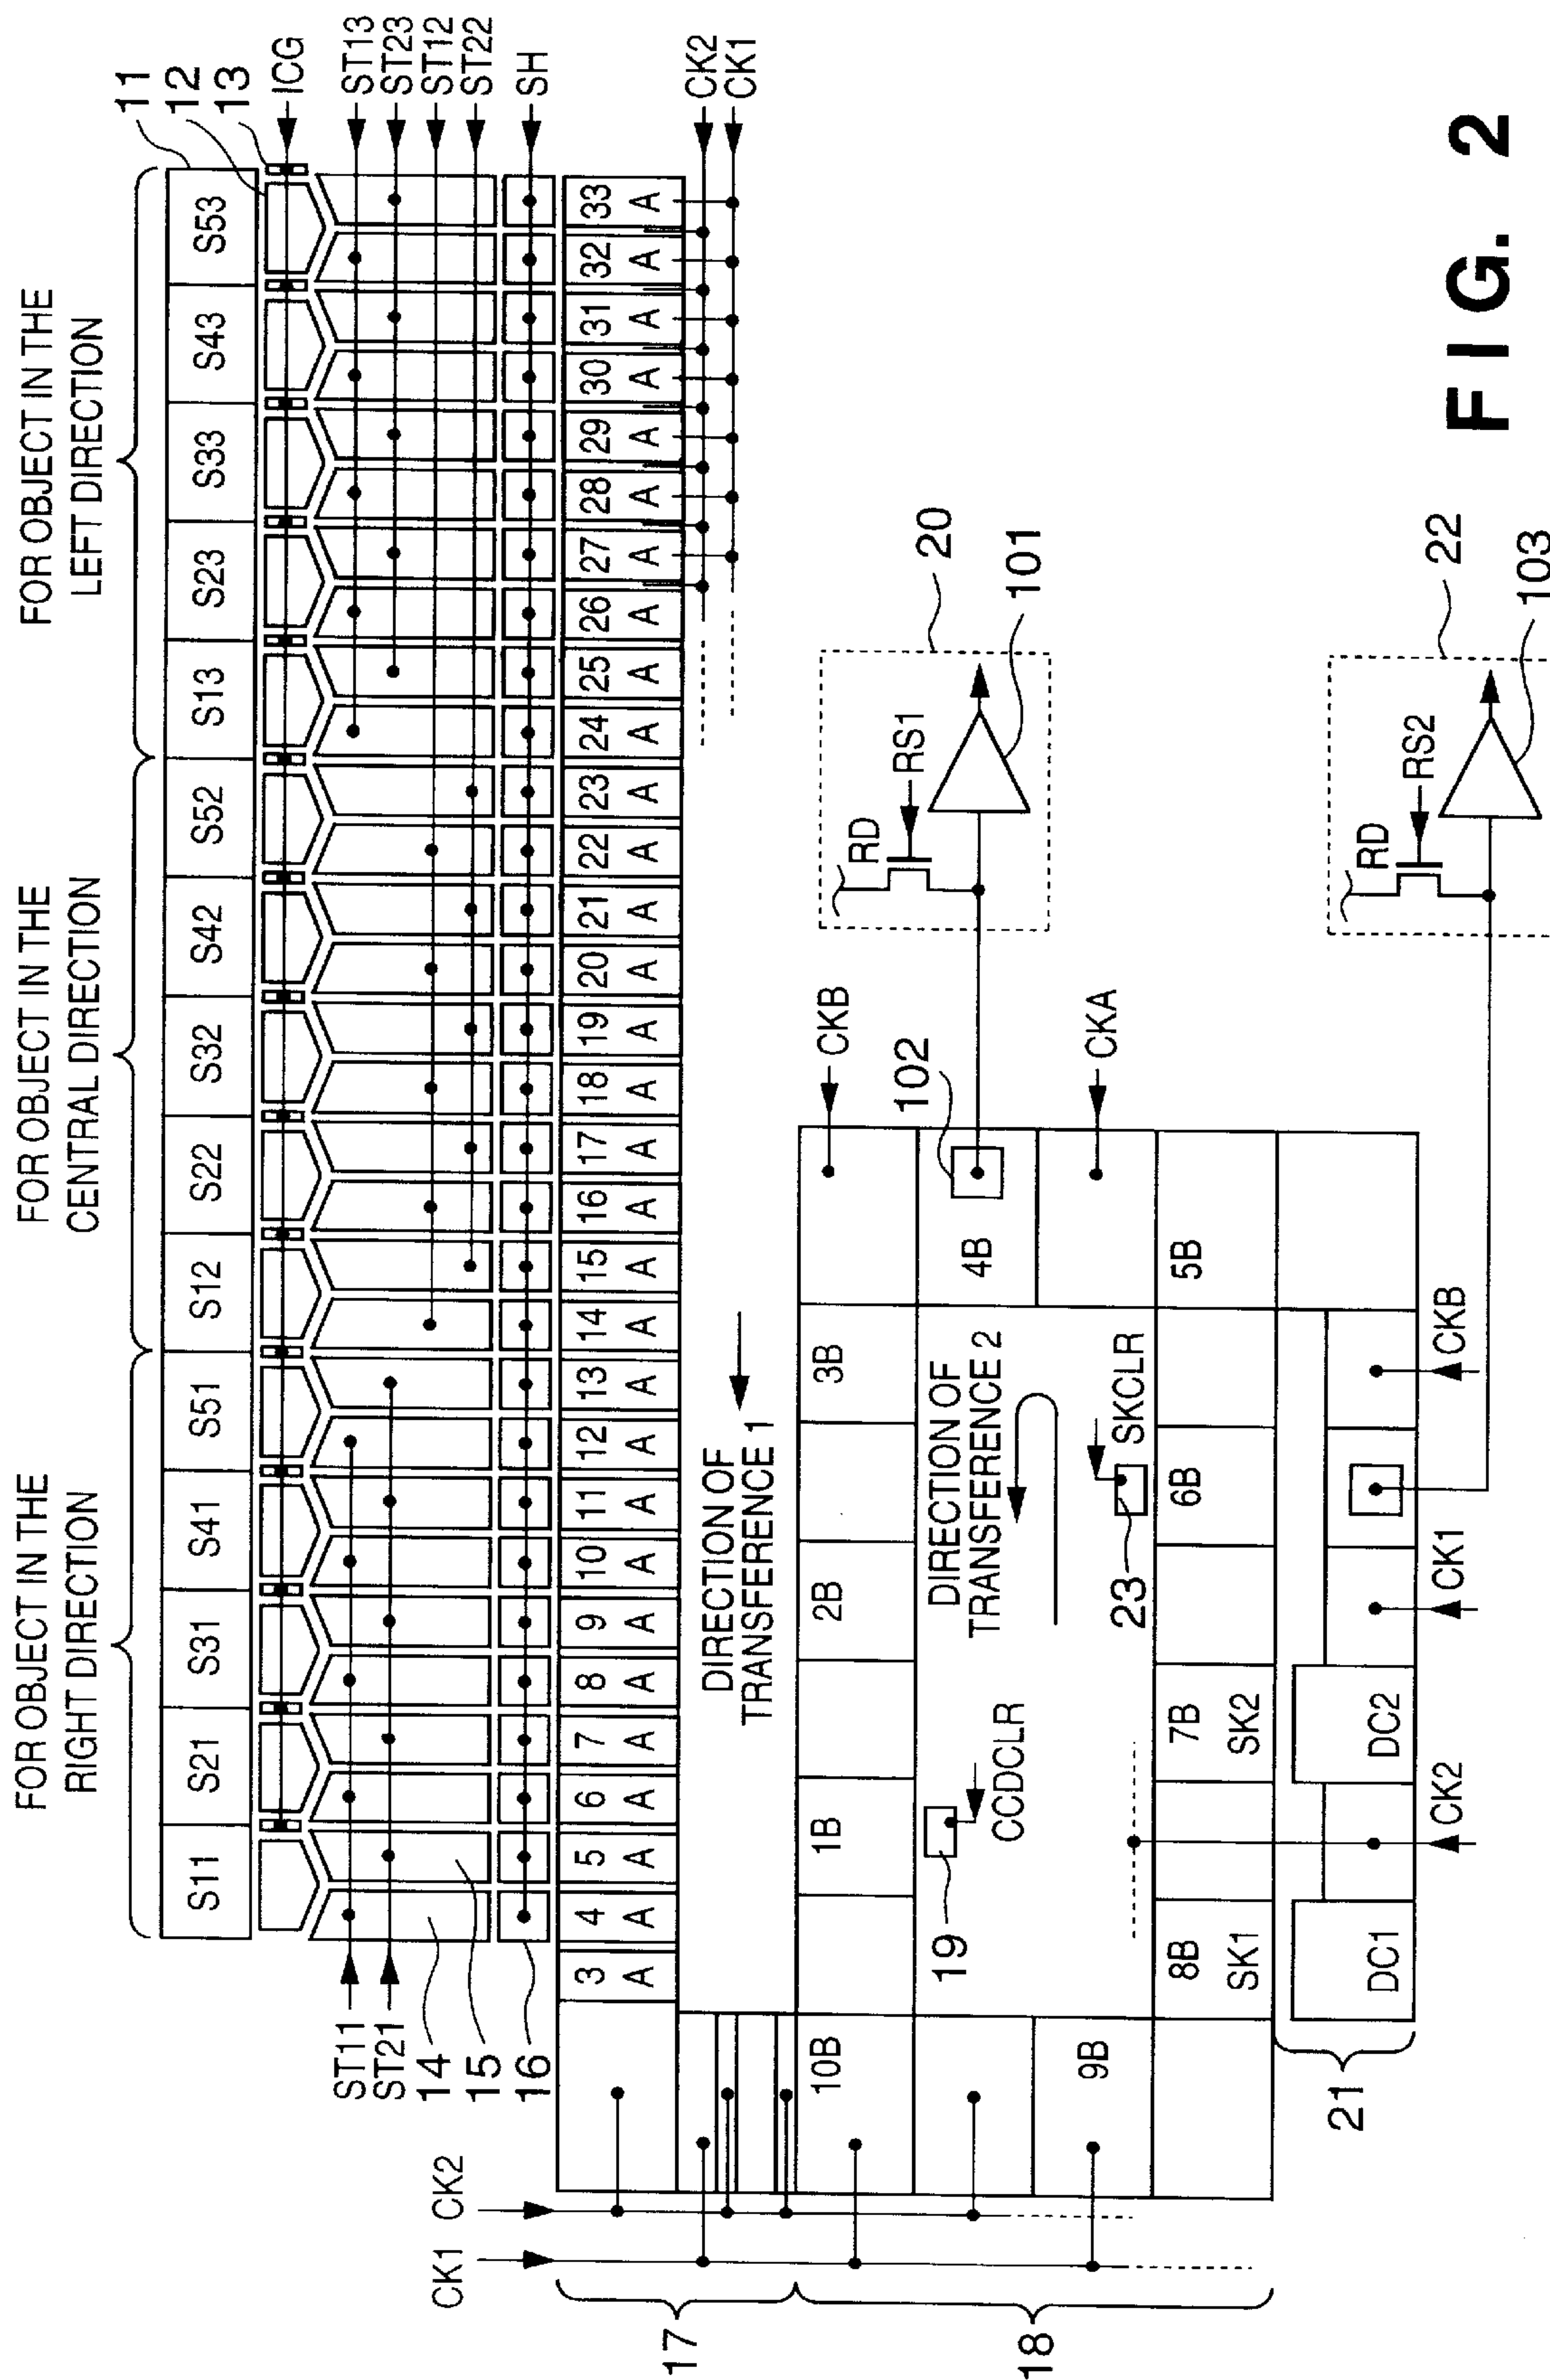 FOR OBJECT IN THE
RIGHT DIRECTION
FOR OBJECT IN THE
CENTRAL DIRECTION
FOR OBJECT IN THE
LEFT DIRECTION
11
12
13
S11 S21 S31 S41 S51 S12 S22 S32 S42 S52 S13 S23 S33 S43 S53
ICG
ST11
ST21
ST13
ST23
ST12
ST22
SH
14
15
16
3 4 5 6 7 8 9 10 11 12 13 14 15 16 17 18 19 20 21 22 23 24 25 26 27 28 29 30 31 32 33
A A A A A A A A A A A A A A A A A A A A A A A A A A A A A A A
CK2
CK1
CK1
CK2
DIRECTION OF
TRANSFERENCE 1
17
18
10B 1B 2B 3B
CKB
102
4B
CKA
19
CCDCLR
DIRECTION OF
TRANSFERENCE 2
SKCLR
23
9B
8B
SK1
7B
SK2
6B
5B
21
DC1
DC2
CK2
CK1
CKB
RD
RS1
20
101
RD
RS2
22
103
FIG. 2